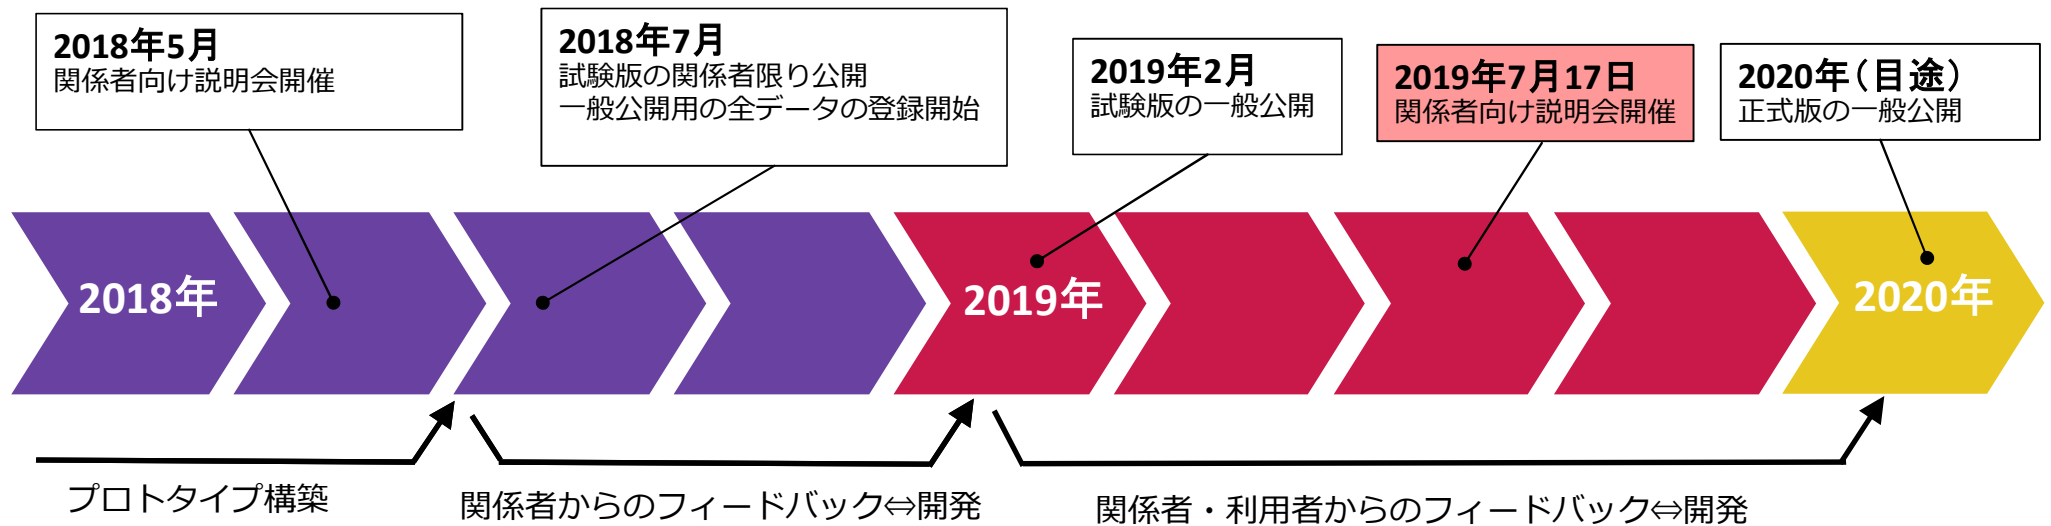 2018年5月
関係者向け説明会開催
2018年7月
試験版の関係者限り公開
一般公開用の全データの登録開始
2019年2月
試験版の一般公開
2019年7月17日
関係者向け説明会開催
2020年（目途）
正式版の一般公開
2018年
2019年
2020年
プロトタイプ構築
関係者からのフィードバック⇔開発
関係者・利用者からのフィードバック⇔開発